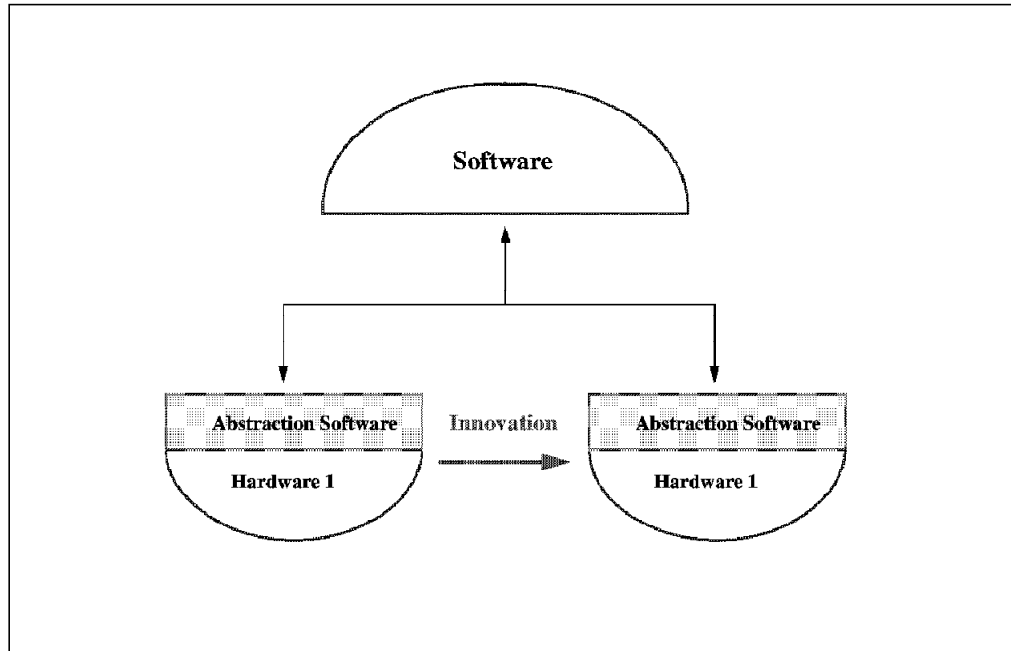 Software
Abstraction Software
Innovation
Abstraction Software
Hardware 1
Hardware 1